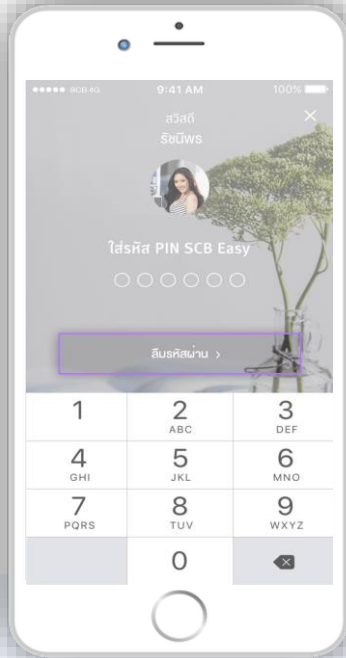 SCB 4G 9:41 AM 100%
สวัสดี
รัชนีพร
ใส่รหัส PIN SCB Easy
ลืมรหัสผ่าน >
1 2 3
ABC DEF
4 5 6
GHI JKL MNO
7 8 9
PQRS TUV WXYZ
0